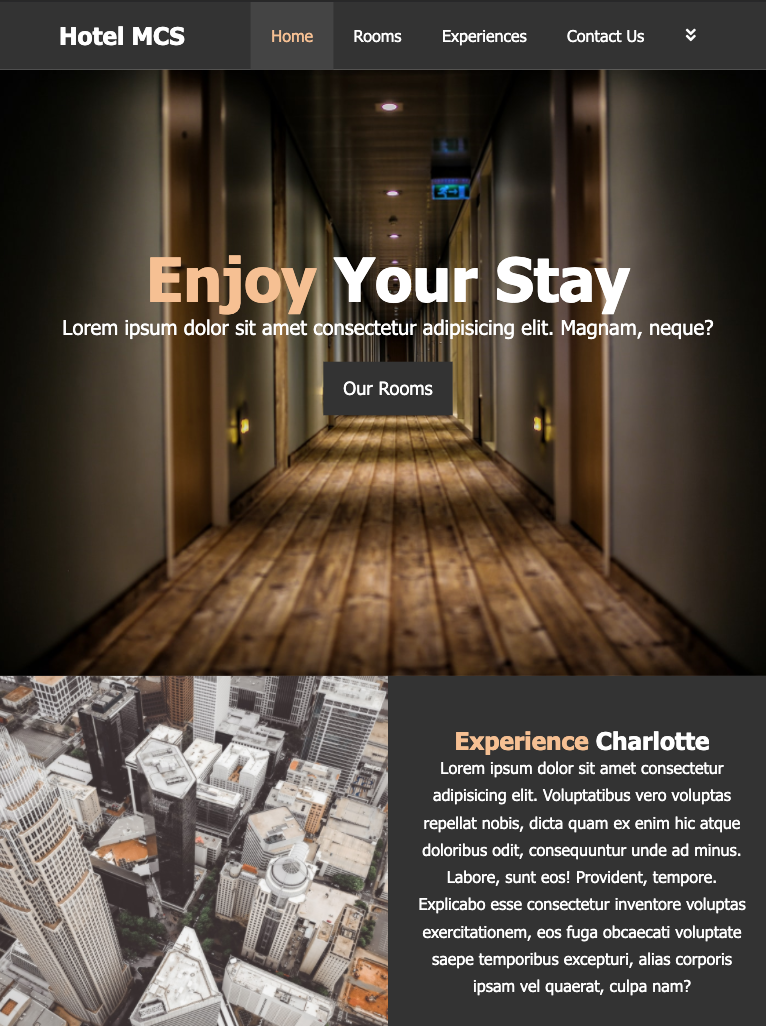 Hotel MCS Home Rooms Experiences Contact Us
Enjoy Your Stay
Lorem ipsum dolor sit amet consectetur adipisicing elit. Magnam, neque?
Our Rooms
Experience Charlotte
Lorem ipsum dolor sit amet consectetur
adipisicing elit. Voluptatibus vero voluptas
repellat nobis, dicta quam ex enim hic atque
doloribus odit, consequuntur unde ad minus.
Labore, sunt eos! Provident, tempore.
Explicabo esse consectetur inventore voluptas
exercitationem, eos fuga obcaecati voluptate
saepe temporibus excepturi, alias corporis
ipsam vel quaerat, culpa nam?